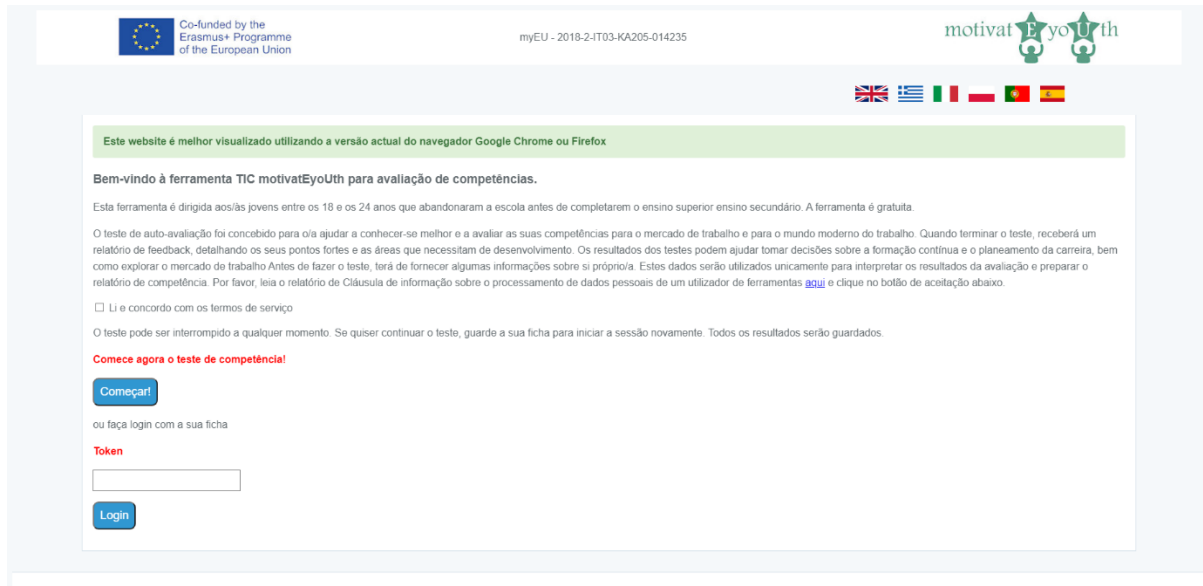 Co-funded by the
Erasmus+ Programme
of the European Union
myEU - 2018-2-IT03-KA205-014235
motivatEyoUth
Este website é melhor visualizado utilizando a versão actual do navegador Google Chrome ou Firefox
Bem-vindo à ferramenta TIC motivatEyoUth para avaliação de competências.
Esta ferramenta é dirigida aos/às jovens entre os 18 e os 24 anos que abandonaram a escola antes de completarem o ensino superior ensino secundário. A ferramenta é gratuita.
O teste de auto-avaliação foi concebido para o/a ajudar a conhecer-se melhor e a avaliar as suas competências para o mercado de trabalho e para o mundo moderno do trabalho. Quando terminar o teste, receberá um
relatório de feedback, detalhando os seus pontos fortes e as áreas que necessitam de desenvolvimento. Os resultados dos testes podem ajudar tomar decisões sobre a formação contínua e o planeamento da carreira, bem
como explorar o mercado de trabalho Antes de fazer o teste, terá de fornecer algumas informações sobre si próprio/a. Estes dados serão utilizados unicamente para interpretar os resultados da avaliação e preparar o
relatório de competência. Por favor, leia o relatório de Cláusula de informação sobre o processamento de dados pessoais de um utilizador de ferramentas aqui e clique no botão de aceitação abaixo.
Li e concordo com os termos de serviço
O teste pode ser interrompido a qualquer momento. Se quiser continuar o teste, guarde a sua ficha para iniciar a sessão novamente. Todos os resultados serão guardados.
Comece agora o teste de competência!
Começar!
ou faça login com a sua ficha
Token
Login